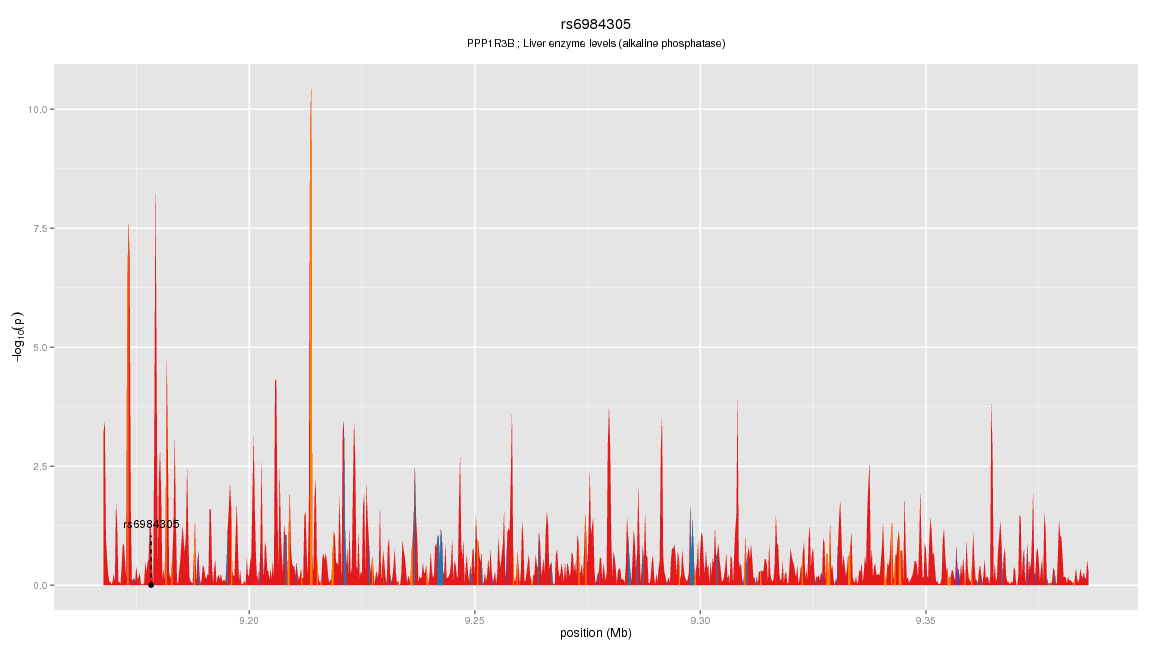 rs6984305
PPP1R3B ; Liver enzyme levels (alkaline phosphatase)
10.0
7.5
5.0
2.5
0.0
−log10(p)
rs6984305
9.20
9.25
9.30
9.35
position (Mb)